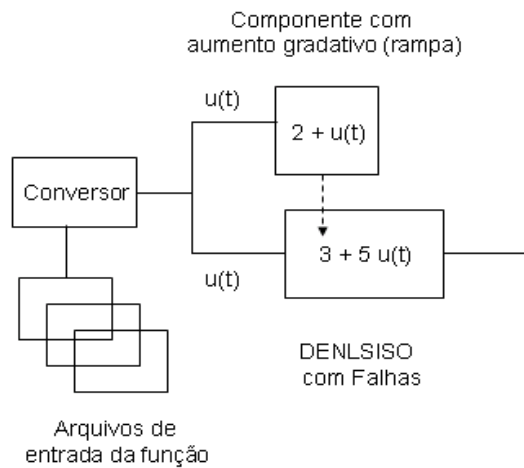 Componente com
aumento gradativo (rampa)
u(t)
2 + u(t)
Conversor
3 + 5 u(t)
u(t)
DENLSISO
com Falhas
Arquivos de
entrada da função